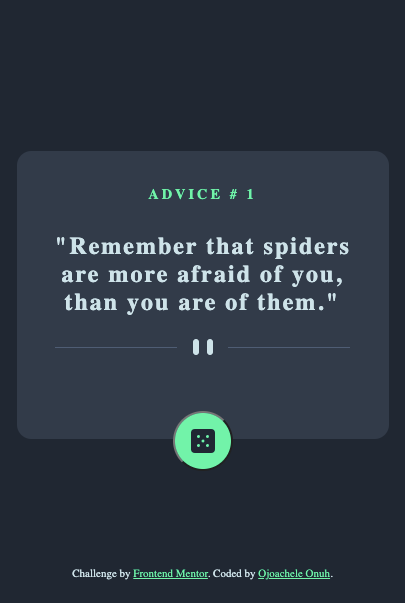 ADVICE # 1
"Remember that spiders
are more afraid of you,
than you are of them."
Challenge by Frontend Mentor. Coded by Ojoachele Onuh.